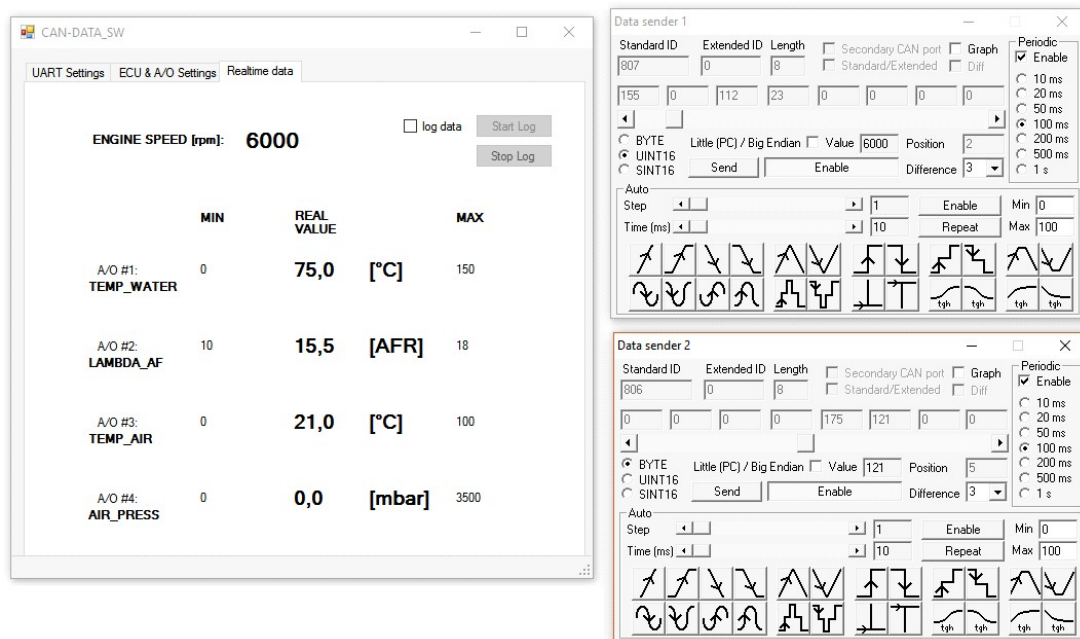 CAN-DATA_SW
UART Settings ECU & A/O Settings Realtime data
ENGINE SPEED [rpm]: 6000
log data Start Log
Stop Log
MIN REAL VALUE MAX
A/O #1: 0 75,0 [°C] 150
TEMP_WATER
A/O #2: 10 15,5 [AFR] 18
LAMBDA_AF
A/O #3: 0 21,0 [°C] 100
TEMP_AIR
A/O #4: 0 0,0 [mbar] 3500
AIR_PRESS
Data sender 1
Standard ID Extended ID Length Secondary CAN port Graph Periodic
807 0 8 Standard/Extended Diff Enable
10 ms
155 0 112 23 0 0 0 0 20 ms
50 ms
100 ms
BYTE Little (PC) / Big Endian Value 6000 Position 2 200 ms
UINT16 500 ms
SINT16 Send Enable Difference 3 1 s
Auto
Step 1 Enable Min 0
Time (ms) 10 Repeat Max 100
tgh tgh tgh tgh
Data sender 2
Standard ID Extended ID Length Secondary CAN port Graph Periodic
806 0 8 Standard/Extended Diff Enable
10 ms
0 0 0 0 175 121 0 0 20 ms
50 ms
100 ms
BYTE Little (PC) / Big Endian Value 121 Position 5 200 ms
UINT16 500 ms
SINT16 Send Enable Difference 3 1 s
Auto
Step 1 Enable Min 0
Time (ms) 10 Repeat Max 100
tgh tgh tgh tgh